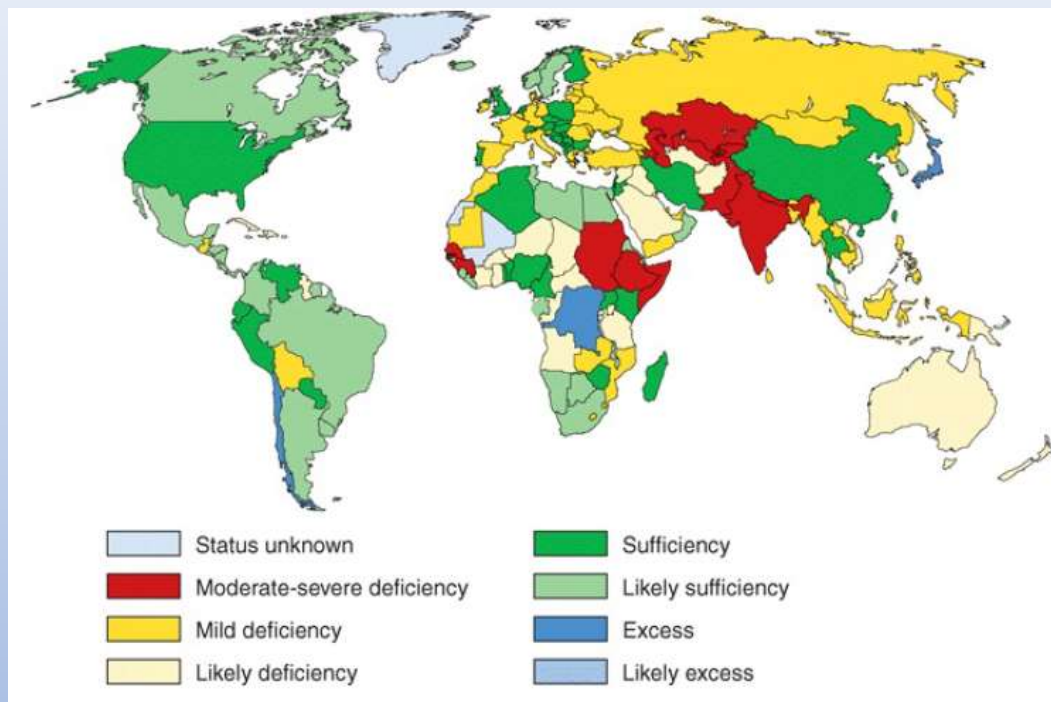 Status unknown
Moderate-severe deficiency
Mild deficiency
Likely deficiency
Sufficiency
Likely sufficiency
Excess
Likely excess